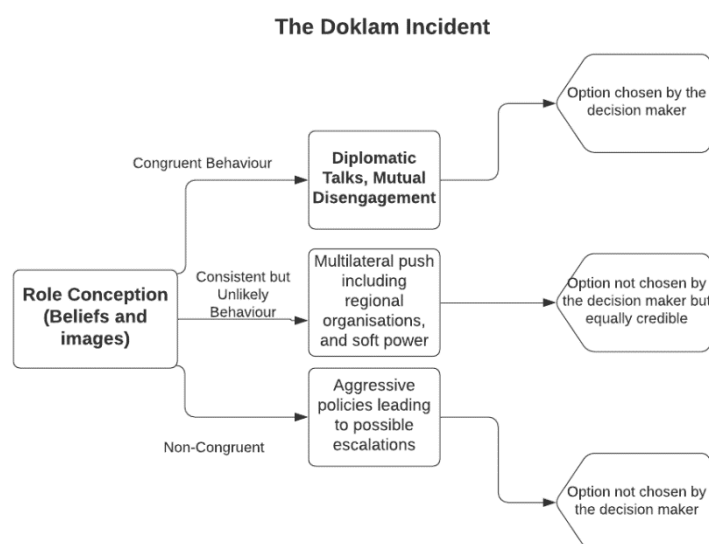 The Doklam Incident
Option chosen by the
decision maker
Congruent Behaviour
Diplomatic
Talks, Mutual
Disengagement
Role Conception
(Beliefs and
images)
Consistent but
Unlikely
Behaviour
Multilateral push
including
regional
organisations,
and soft power
Option not chosen by
the decision maker but
equally credible
Non-Congruent
Aggressive
policies leading
to possible
escalations
Option not chosen by
the decision maker